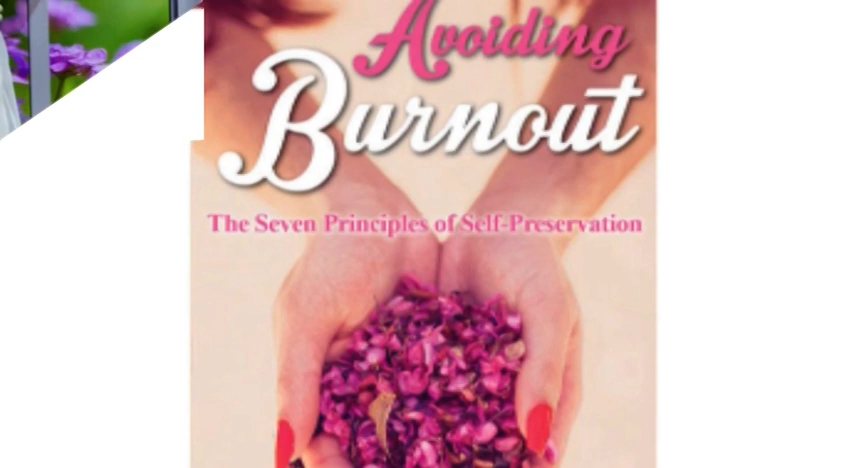 Avoiding
Burnout
The Seven Principles of Self-Preservation